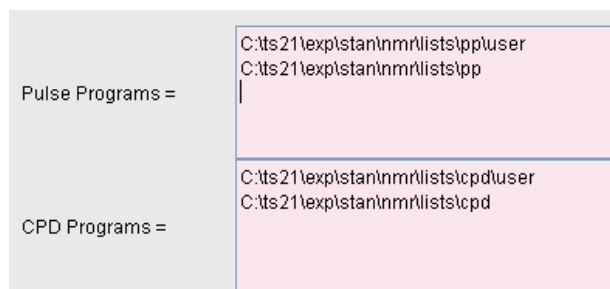 C:\ts21\exp\stan\nmr\lists\pp\user
C:\ts21\exp\stan\nmr\lists\pp
Pulse Programs =
C:\ts21\exp\stan\nmr\lists\cpd\user
C:\ts21\exp\stan\nmr\lists\cpd
CPD Programs =